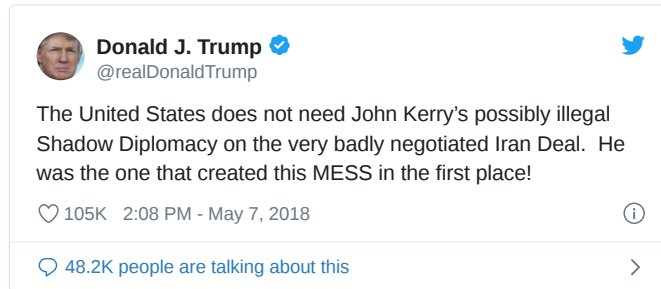 Donald J. Trump
@realDonaldTrump
The United States does not need John Kerry’s possibly illegal
Shadow Diplomacy on the very badly negotiated Iran Deal.  He
was the one that created this MESS in the first place!
105K   2:08 PM - May 7, 2018
48.2K people are talking about this